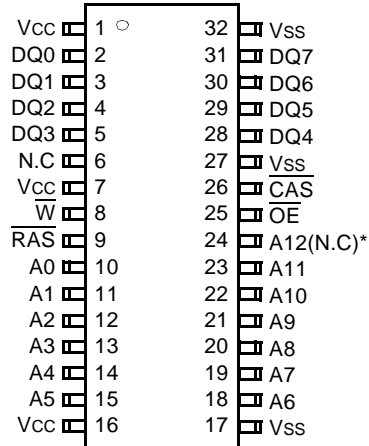 VCC 1 32 VSS
DQ0 2 31 DQ7
DQ1 3 30 DQ6
DQ2 4 29 DQ5
DQ3 5 28 DQ4
N.C 6 27 VSS
VCC 7 26 CAS
W 8 25 OE
RAS 9 24 A12(N.C)*
A0 10 23 A11
A1 11 22 A10
A2 12 21 A9
A3 13 20 A8
A4 14 19 A7
A5 15 18 A6
VCC 16 17 VSS